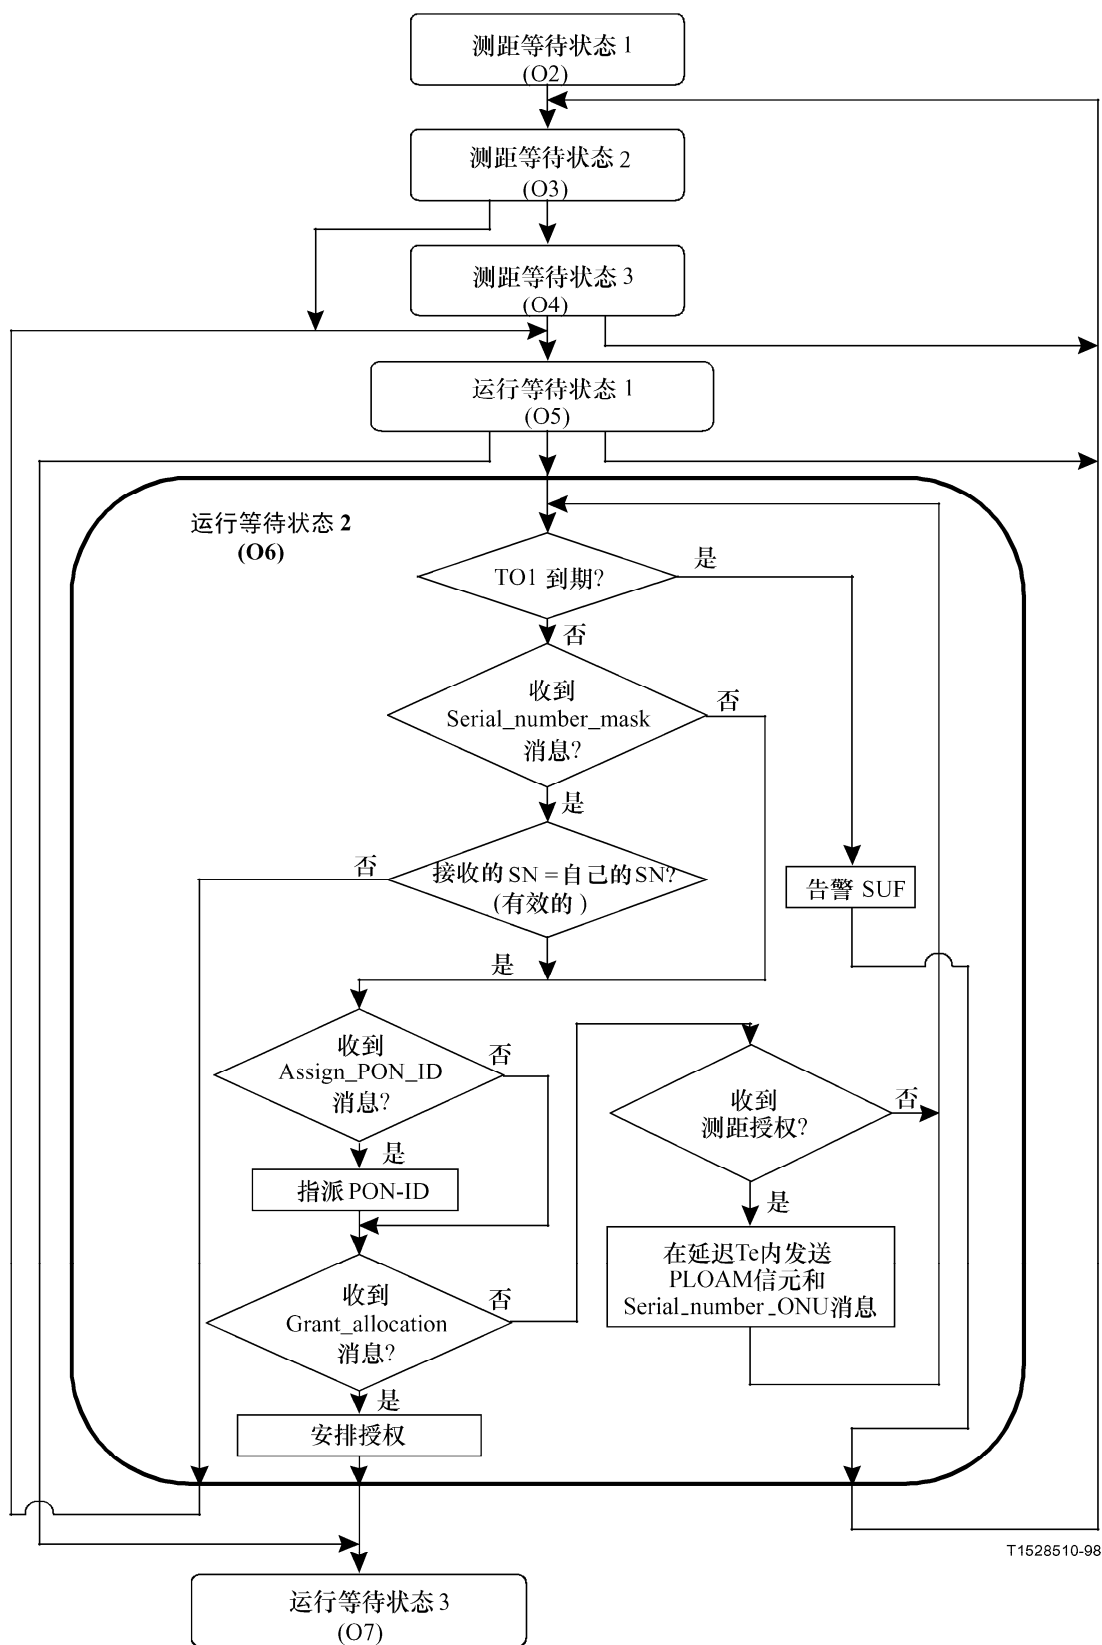 测距等待状态 1
(O2)
测距等待状态 2
(O3)
测距等待状态 3
(O4)
运行等待状态 1
(O5)
运行等待状态 2
(O6)
TO1 到期?
是
否
收到
Serial_number_mask
消息?
否
是
接收的 SN =自己的SN?
(有效的 )
否
是
告警 SUF
收到
Assign_PON_ID
消息?
否
是
指派 PON-ID
收到
Grant_allocation
消息?
否
是
安排授权
收到
测距授权?
否
是
在延迟Te内发送
PLOAM信元和
Serial_number_ONU消息
T1528510-98
运行等待状态 3
(O7)